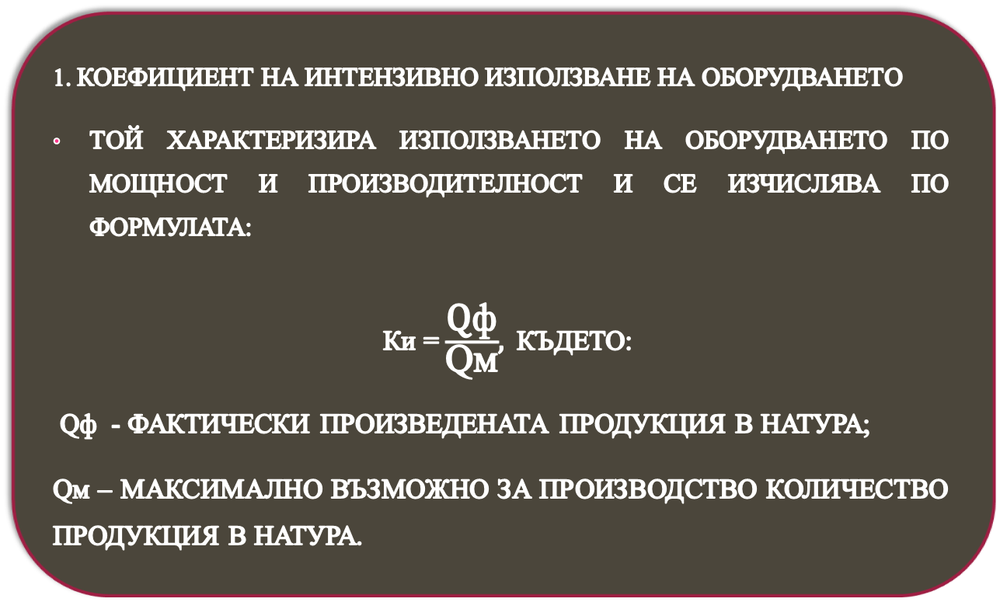 1. КОЕФИЦИЕНТ НА ИНТЕНЗИВНО ИЗПОЛЗВАНЕ НА ОБОРУДВАНЕТО
• ТОЙ ХАРАКТЕРИЗИРА ИЗПОЛЗВАНЕТО НА ОБОРУДВАНЕТО ПО
МОЩНОСТ И ПРОИЗВОДИТЕЛНОСТ И СЕ ИЗЧИСЛЯВА ПО
ФОРМУЛАТА:
Ки = Qф/Qм, КЪДЕТО:
Qф - ФАКТИЧЕСКИ ПРОИЗВЕДЕНАТА ПРОДУКЦИЯ В НАТУРА;
Qм – МАКСИМАЛНО ВЪЗМОЖНО ЗА ПРОИЗВОДСТВО КОЛИЧЕСТВО
ПРОДУКЦИЯ В НАТУРА.